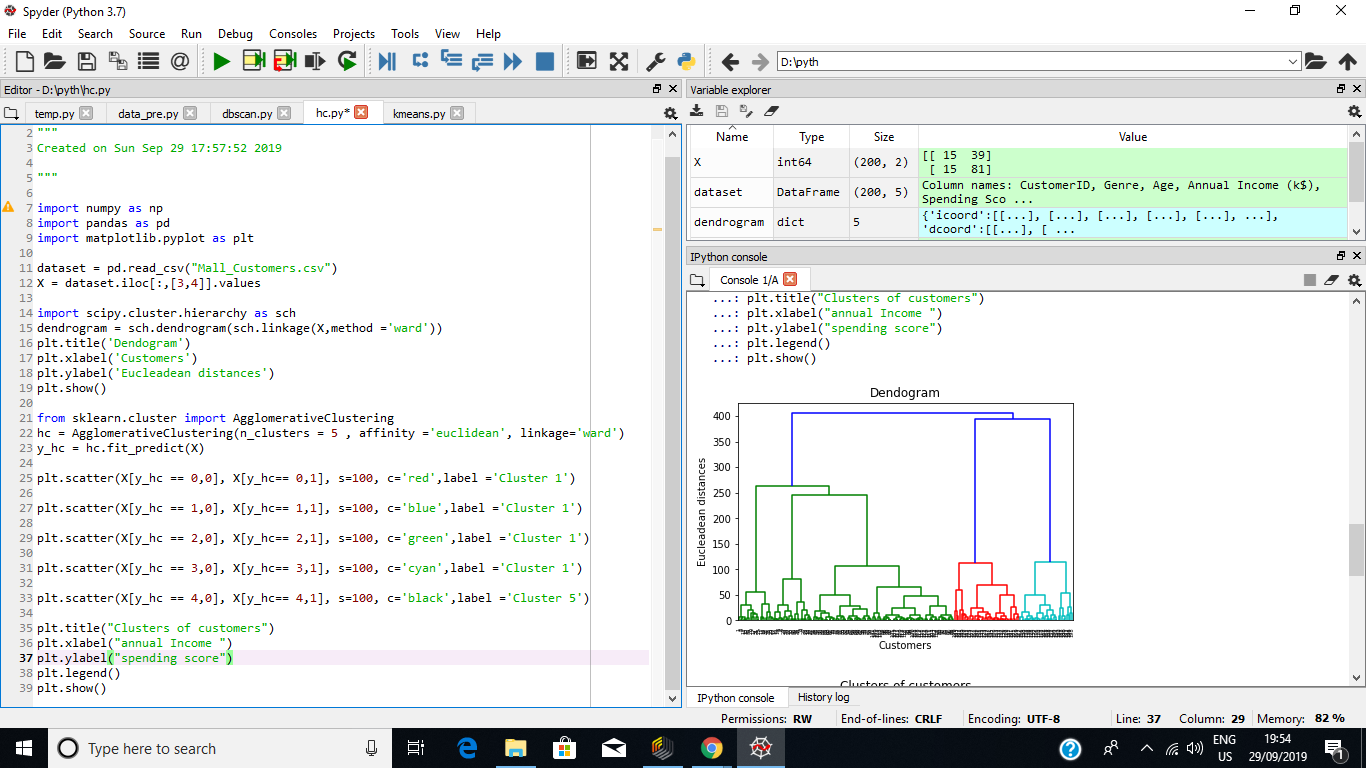 Spyder (Python 3.7)
File Edit Search Source Run Debug Consoles Projects Tools View Help
D:\pyth
Editor - D:\pyth\hc.py
temp.py data_pre.py dbscan.py hc.py* kmeans.py
2 """
3 Created on Sun Sep 29 17:57:52 2019
4
5 """
6
7 import numpy as np
8 import pandas as pd
9 import matplotlib.pyplot as plt
10
11 dataset = pd.read_csv("Mall_Customers.csv")
12 X = dataset.iloc[:,[3,4]].values
13
14 import scipy.cluster.hierarchy as sch
15 dendrogram = sch.dendrogram(sch.linkage(X,method ='ward'))
16 plt.title('Dendogram')
17 plt.xlabel('Customers')
18 plt.ylabel('Eucleadean distances')
19 plt.show()
20
21 from sklearn.cluster import AgglomerativeClustering
22 hc = AgglomerativeClustering(n_clusters = 5 , affinity ='euclidean', linkage='ward')
23 y_hc = hc.fit_predict(X)
24
25 plt.scatter(X[y_hc == 0,0], X[y_hc== 0,1], s=100, c='red',label ='Cluster 1')
26
27 plt.scatter(X[y_hc == 1,0], X[y_hc== 1,1], s=100, c='blue',label ='Cluster 1')
28
29 plt.scatter(X[y_hc == 2,0], X[y_hc== 2,1], s=100, c='green',label ='Cluster 1')
30
31 plt.scatter(X[y_hc == 3,0], X[y_hc== 3,1], s=100, c='cyan',label ='Cluster 1')
32
33 plt.scatter(X[y_hc == 4,0], X[y_hc== 4,1], s=100, c='black',label ='Cluster 5')
34
35 plt.title("Clusters of customers")
36 plt.xlabel("annual Income ")
37 plt.ylabel("spending score")
38 plt.legend()
39 plt.show()
Variable explorer
Name Type Size Value
X int64 (200, 2) [[ 15 39]
[ 15 81]
dataset DataFrame (200, 5) Column names: CustomerID, Genre, Age, Annual Income (k$),
Spending Sco ...
dendrogram dict 5 {'icoord':[[...], [...], [...], [...], [...], ...],
'dcoord':[[...], [ ...
IPython console
Console 1/A
...: plt.title("Clusters of customers")
...: plt.xlabel("annual Income ")
...: plt.ylabel("spending score")
...: plt.legend()
...: plt.show()
Dendogram
400
350
300
250
200
150
100
50
0
Eucleadean distances
Customers
Clusters of customers
IPython console History log
Permissions: RW End-of-lines: CRLF Encoding: UTF-8 Line: 37 Column: 29 Memory: 82 %
Type here to search
ENG
US
19:54
29/09/2019
1